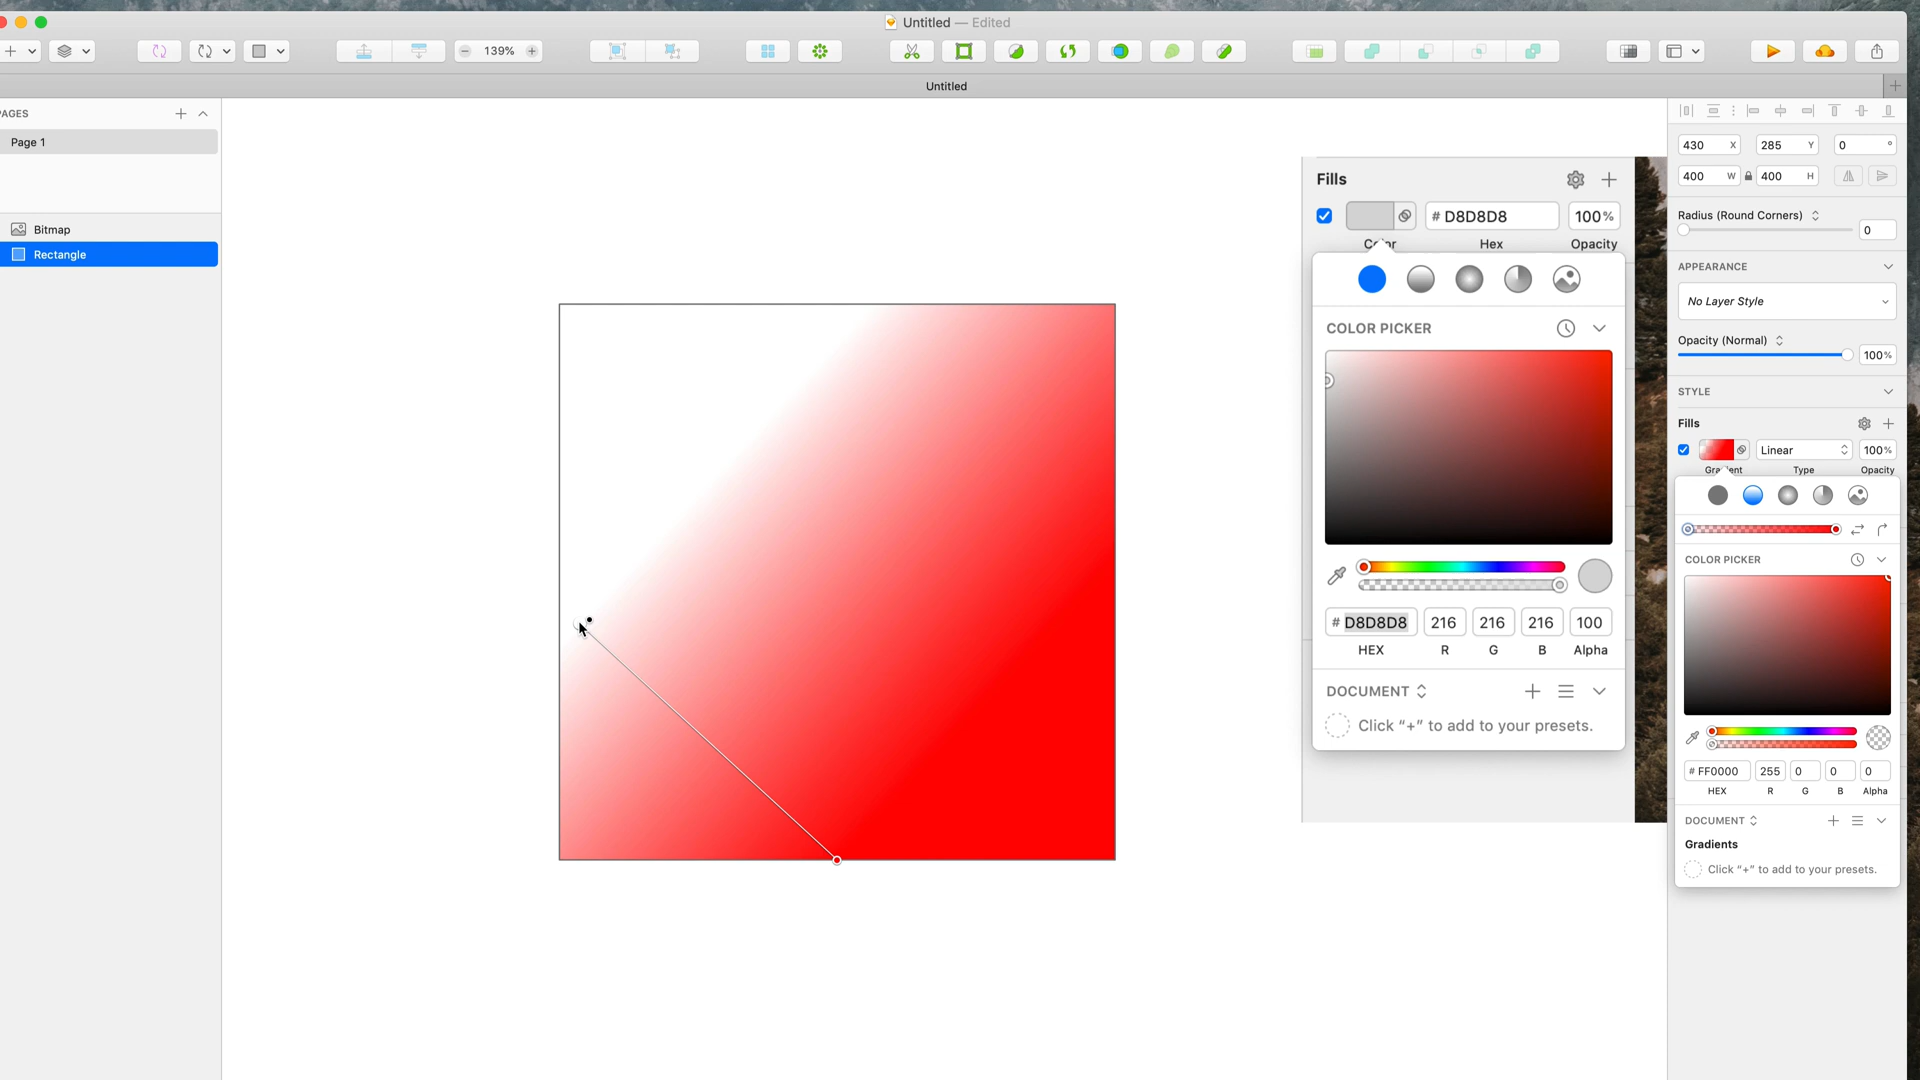 Untitled — Edited
139%
Untitled
PAGES
Page 1
Bitmap
Rectangle
Fills
# D8D8D8
100%
Color
Hex
Opacity
COLOR PICKER
# D8D8D8
216
216
216
100
HEX
R
G
B
Alpha
DOCUMENT
Click “+” to add to your presets.
430 X
285 Y
0 °
400 W
400 H
Radius (Round Corners)
0
APPEARANCE
No Layer Style
Opacity (Normal)
100%
STYLE
Fills
Linear
100%
Gradient
Type
Opacity
COLOR PICKER
# FF0000
255
0
0
0
HEX
R
G
B
Alpha
DOCUMENT
Gradients
Click “+” to add to your presets.